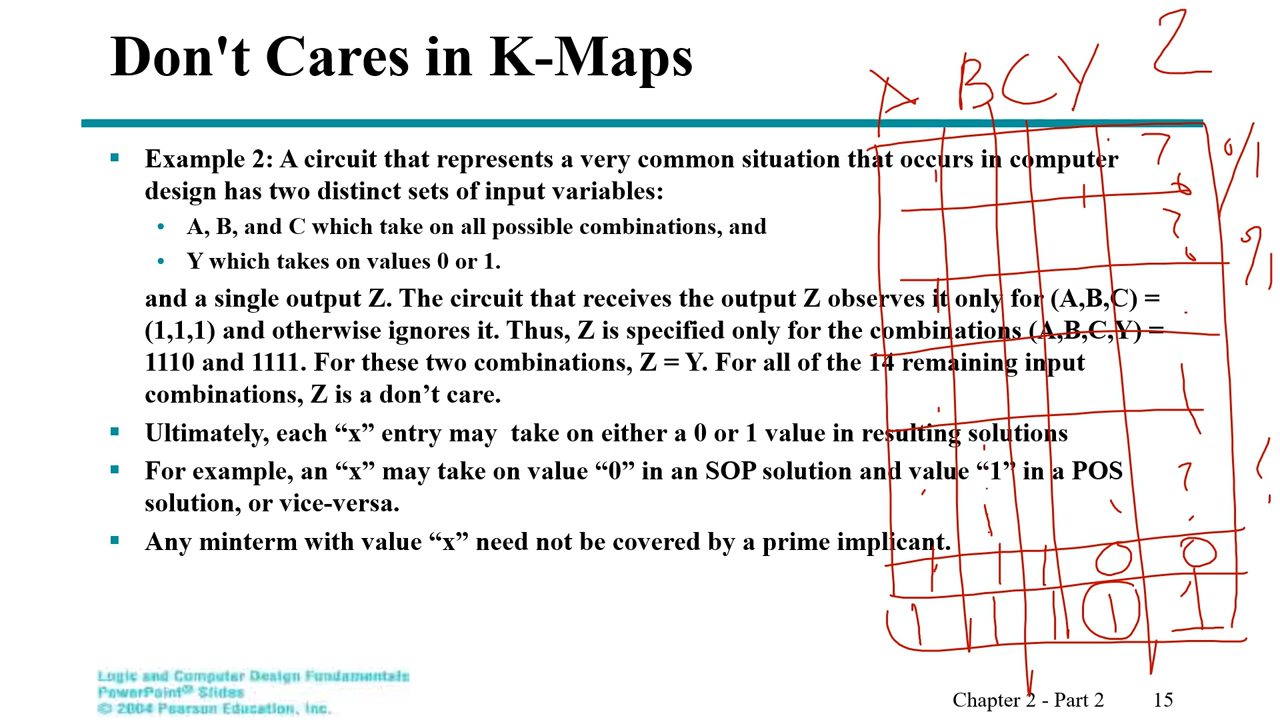 Don't Cares in K-Maps
A B C Y Z
Example 2: A circuit that represents a very common situation that occurs in computer
design has two distinct sets of input variables:
A, B, and C which take on all possible combinations, and
Y which takes on values 0 or 1.
and a single output Z. The circuit that receives the output Z observes it only for (A,B,C) =
(1,1,1) and otherwise ignores it. Thus, Z is specified only for the combinations (A,B,C,Y) =
1110 and 1111. For these two combinations, Z = Y. For all of the 14 remaining input
combinations, Z is a don't care.
Ultimately, each “x” entry may take on either a 0 or 1 value in resulting solutions
For example, an “x” may take on value “0” in an SOP solution and value “1” in a POS
solution, or vice-versa.
Any minterm with value “x” need not be covered by a prime implicant.
? 0/1
? 0/1
?
1 1 1 0 0
1 1 1 1 1
Logic and Computer Design Fundamentals
PowerPoint® Slides
© 2004 Pearson Education, Inc.
Chapter 2 - Part 2 15